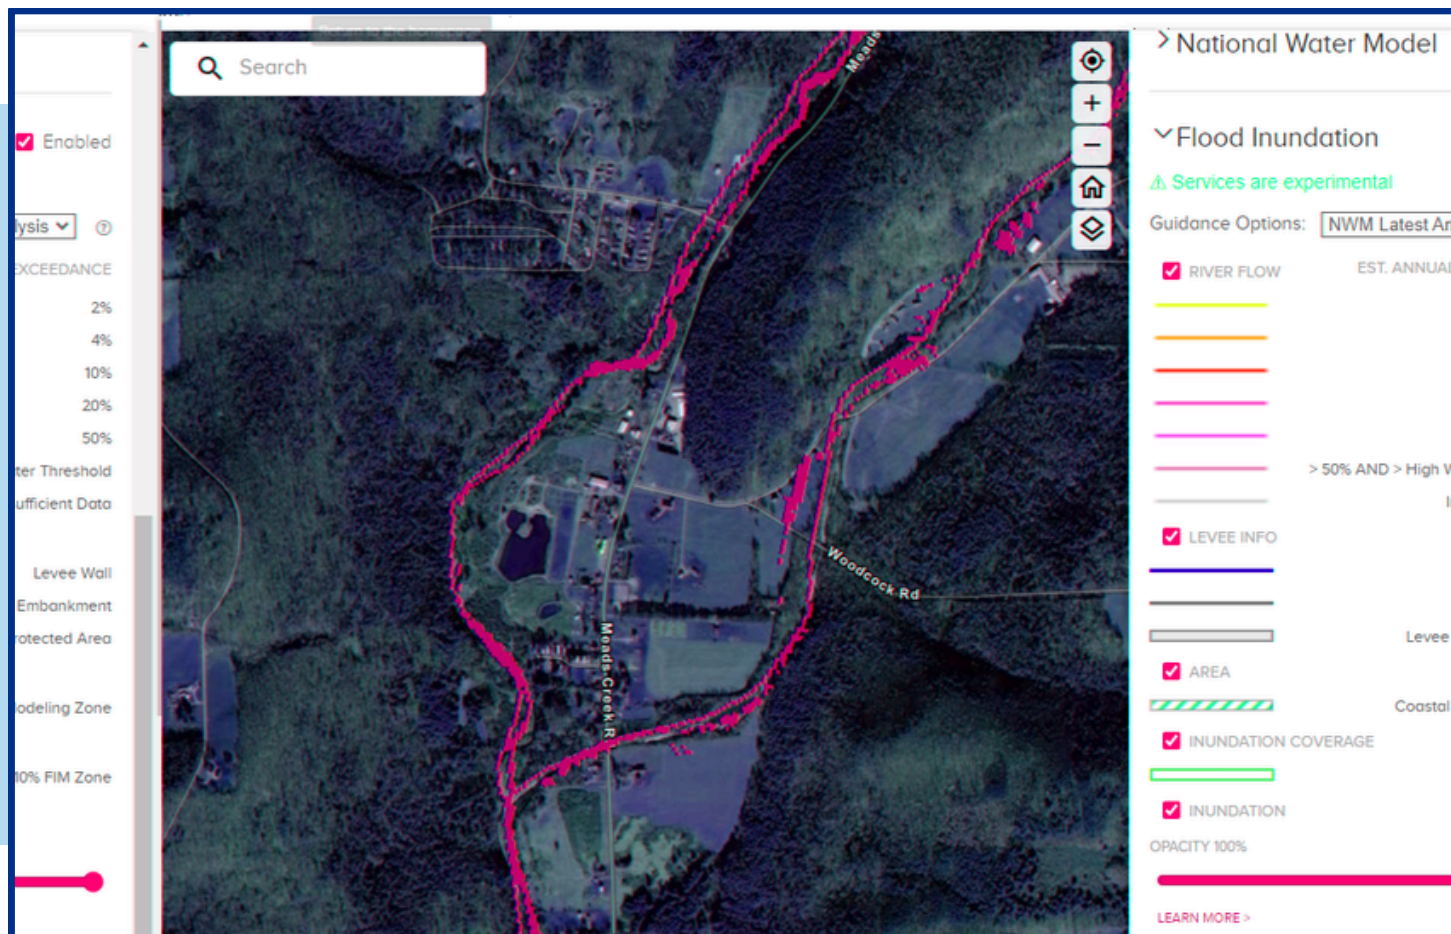 Enabled
lysis
EXCEEDANCE
2%
4%
10%
20%
50%
ter Threshold
ufficient Data
Levee Wall
Embankment
rotected Area
odeling Zone
10% FIM Zone
Search
Meads
Woodcock Rd
Meads Creek R
National Water Model
Flood Inundation
Services are experimental
Guidance Options: NWM Latest An
RIVER FLOW EST. ANNUAL
> 50% AND > High W
LEVEE INFO
Levee
AREA
Coastal
INUNDATION COVERAGE
INUNDATION
OPACITY 100%
LEARN MORE >